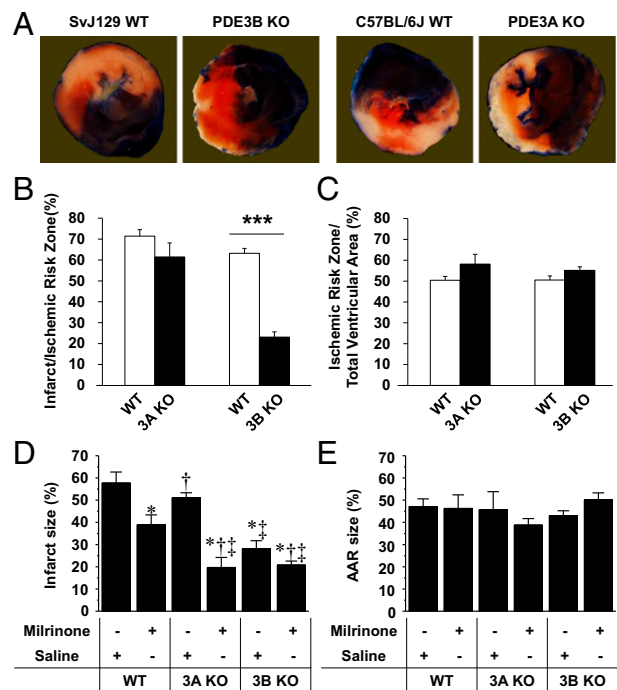 A
SvJ129 WT
PDE3B KO
C57BL/6J WT
PDE3A KO
B
Infarct/Ischemic Risk Zone(%)
80
70
60
50
40
30
20
10
0
***
WT
3A KO
WT
3B KO
C
Ischemic Risk Zone/
Total Ventricular Area (%)
80
70
60
50
40
30
20
10
0
WT
3A KO
WT
3B KO
D
Infarct size (%)
70
60
50
40
30
20
10
0
*
†
*†‡
*‡
*†‡
Milrinone - + - + - +
Saline + - + - + -
WT 3A KO 3B KO
E
AAR size (%)
70
60
50
40
30
20
10
0
Milrinone - + - + - +
Saline + - + - + -
WT 3A KO 3B KO